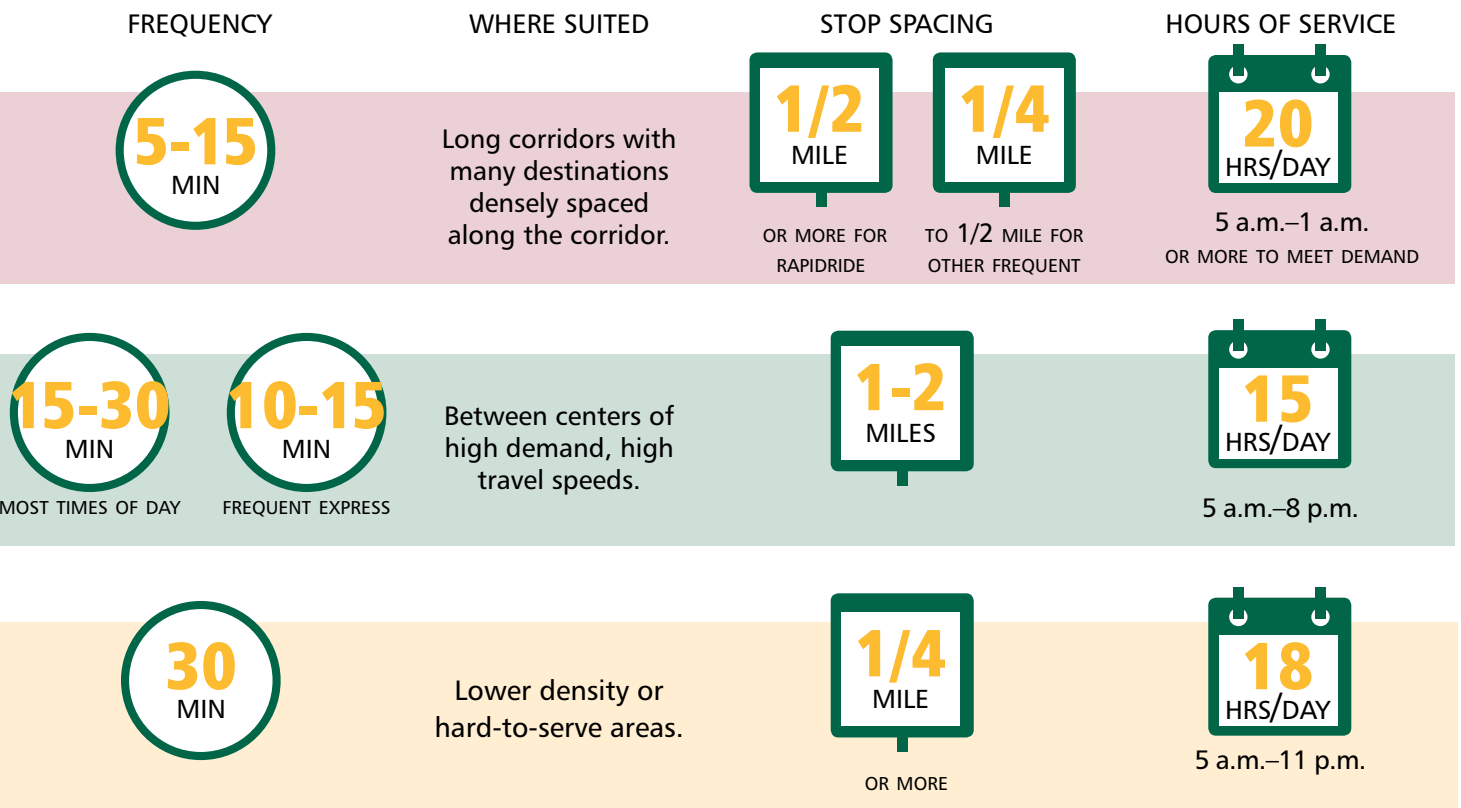 FREQUENCY
WHERE SUITED
STOP SPACING
HOURS OF SERVICE
5-15
MIN
Long corridors with
many destinations
densely spaced
along the corridor.
1/2
MILE
OR MORE FOR
RAPIDRIDE
1/4
MILE
TO 1/2 MILE FOR
OTHER FREQUENT
20
HRS/DAY
5 a.m.–1 a.m.
OR MORE TO MEET DEMAND
15-30
MIN
MOST TIMES OF DAY
10-15
MIN
FREQUENT EXPRESS
Between centers of
high demand, high
travel speeds.
1-2
MILES
15
HRS/DAY
5 a.m.–8 p.m.
30
MIN
Lower density or
hard-to-serve areas.
1/4
MILE
OR MORE
18
HRS/DAY
5 a.m.–11 p.m.